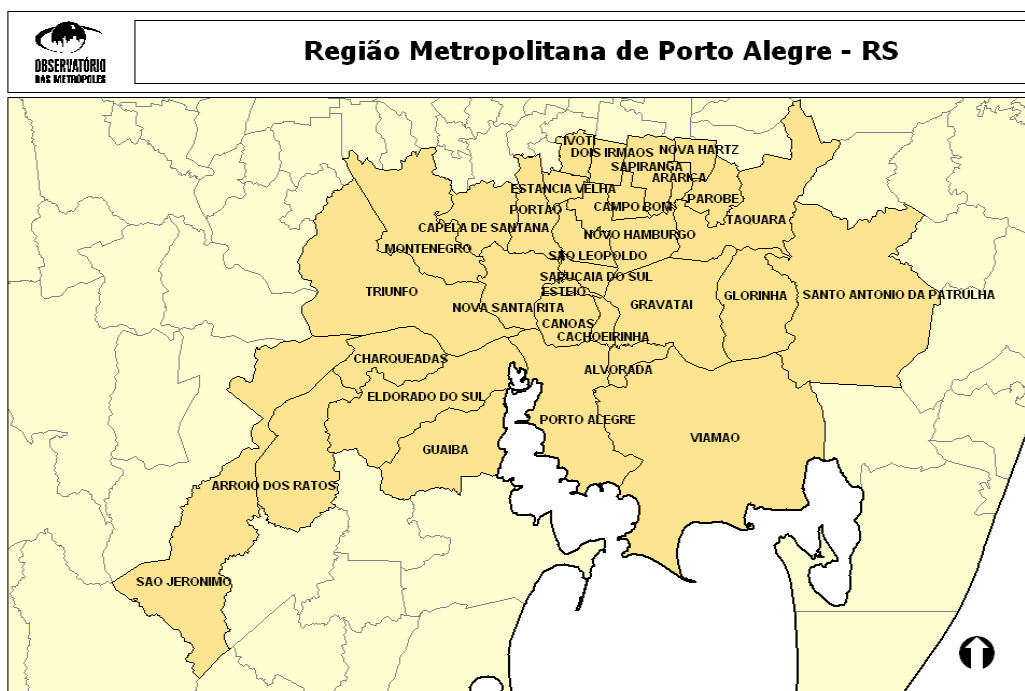 OBSERVATÓRIO
DAS METRÓPOLES
Região Metropolitana de Porto Alegre - RS
IVOTI
DOIS IRMAOS
NOVA HARTZ
SAPIRANGA
ARARICA
ESTANCIA VELHA
PAROBE
CAMPO BOM
PORTAO
TAQUARA
CAPELA DE SANTANA
NOVO HAMBURGO
MONTENEGRO
SAO LEOPOLDO
SAPUCAIA DO SUL
TRIUNFO
ESTEIO
GLORINHA
SANTO ANTONIO DA PATRULHA
GRAVATAI
NOVA SANTA RITA
CANOAS
CACHOEIRINHA
CHARQUEADAS
ALVORADA
ELDORADO DO SUL
PORTO ALEGRE
VIAMAO
GUAIBA
ARROIO DOS RATOS
SAO JERONIMO